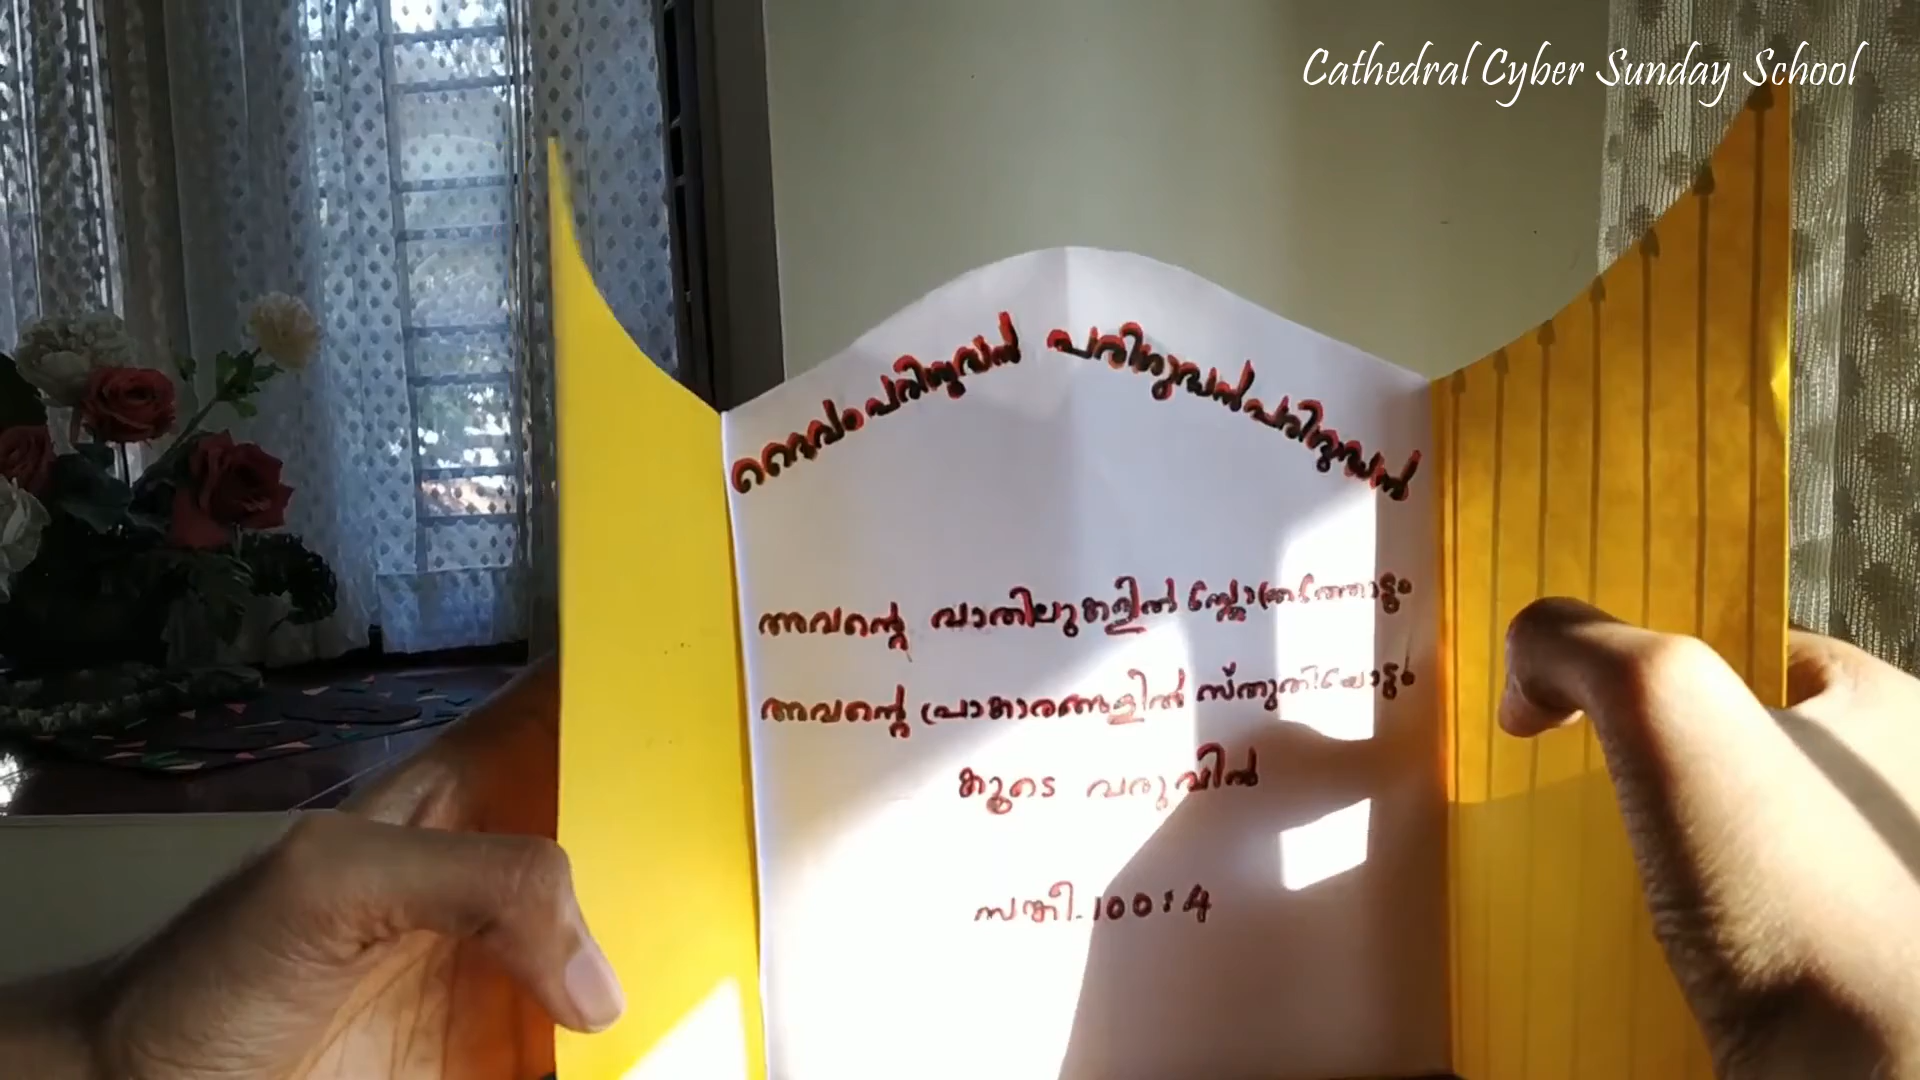 Cathedral Cyber Sunday School
ദൈവം പരിശുദ്ധൻ പരിശുദ്ധൻ പരിശുദ്ധൻ
അവന്റെ വാതിലുകളിൽ സ്തോത്രത്തോടും
അവന്റെ പ്രാകാരങ്ങളിൽ സ്തുതിയോടും
കൂടെ വരുവിൻ
സങ്കീ. 100:4